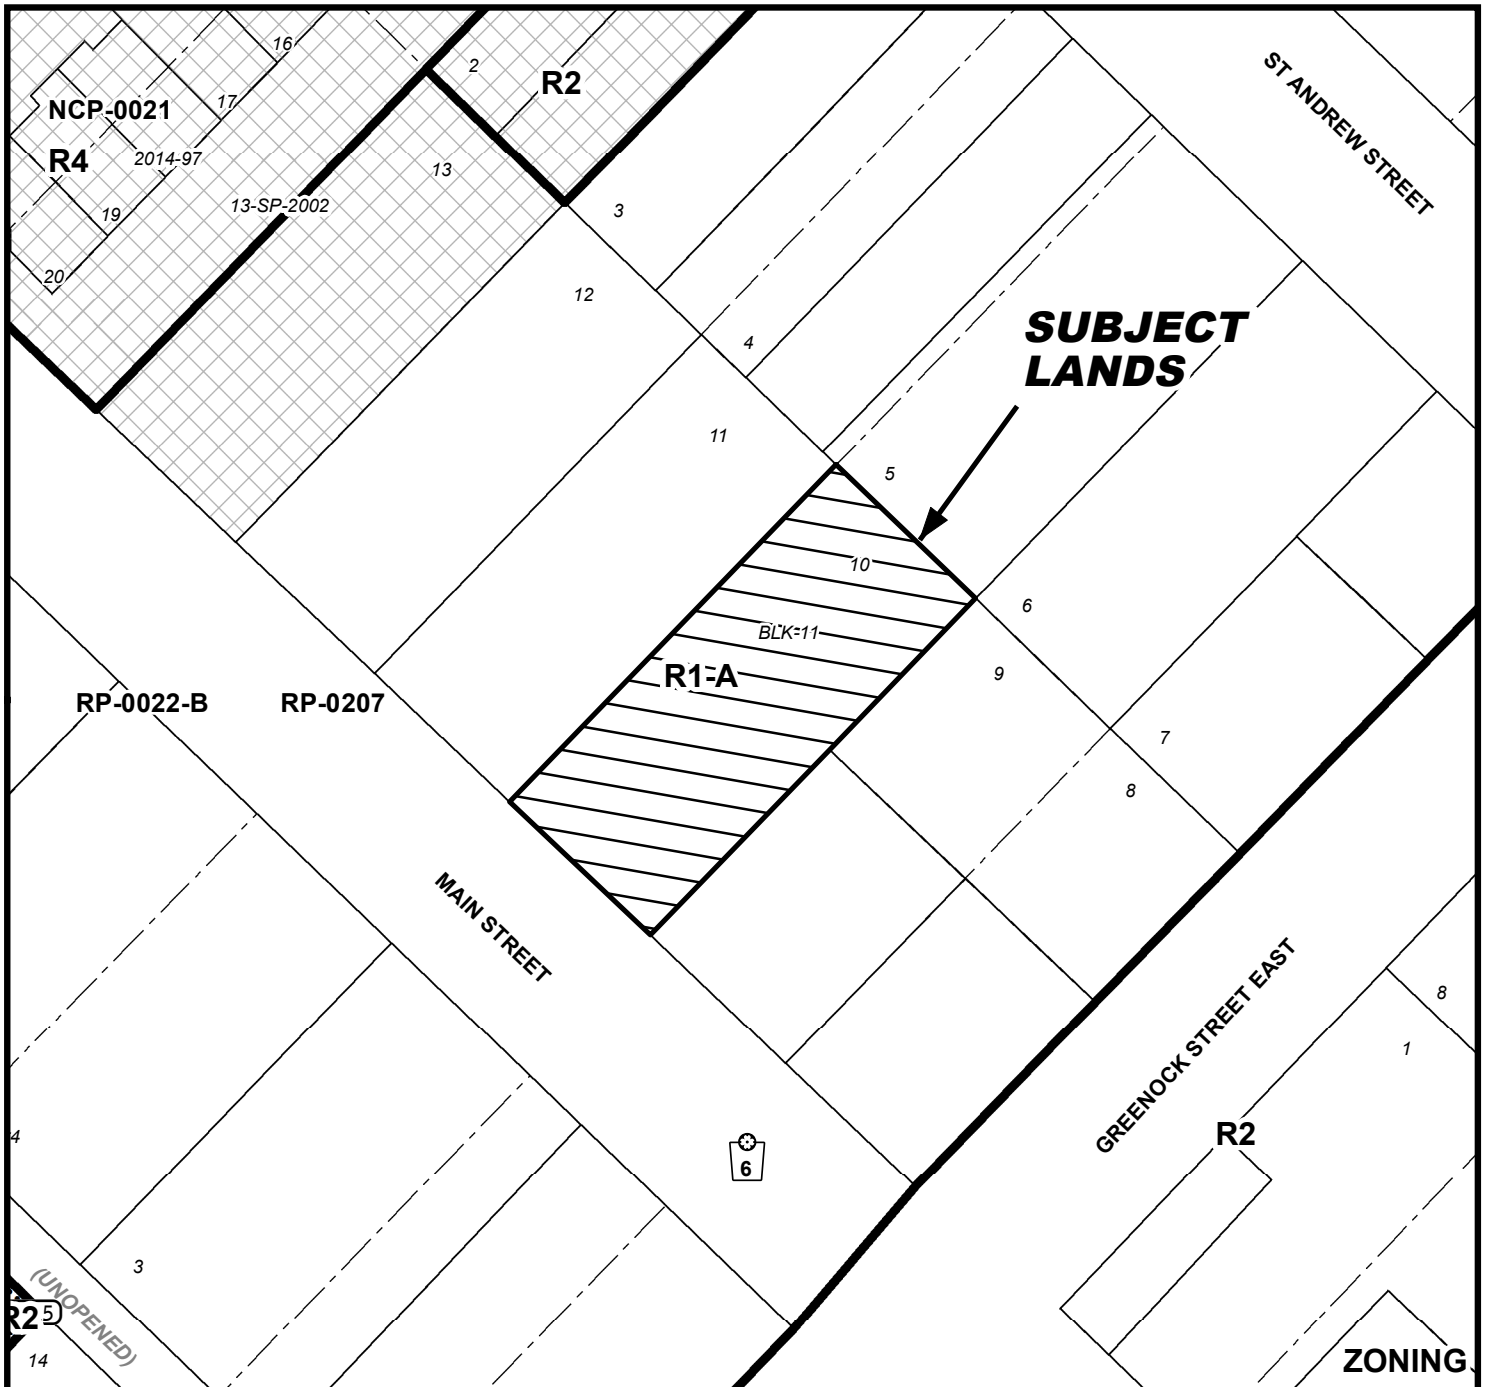 16
2
R2
ST ANDREW STREET
NCP-0021
17
R4
2014-97
13
13-SP-2002
19
3
20
12
SUBJECT
LANDS
4
11
5
10
6
BLK-11
R1-A
9
RP-0022-B
RP-0207
7
8
MAIN STREET
GREENOCK STREET EAST
8
1
4
R2
6
3
(UNOPENED)
R2
5
14
ZONING